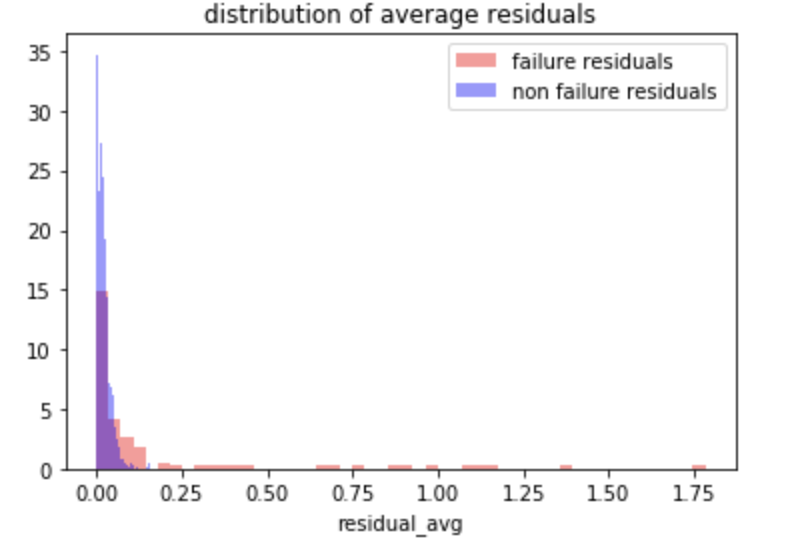 distribution of average residuals
failure residuals
non failure residuals
35
30
25
20
15
10
5
0
0.00 0.25 0.50 0.75 1.00 1.25 1.50 1.75
residual_avg